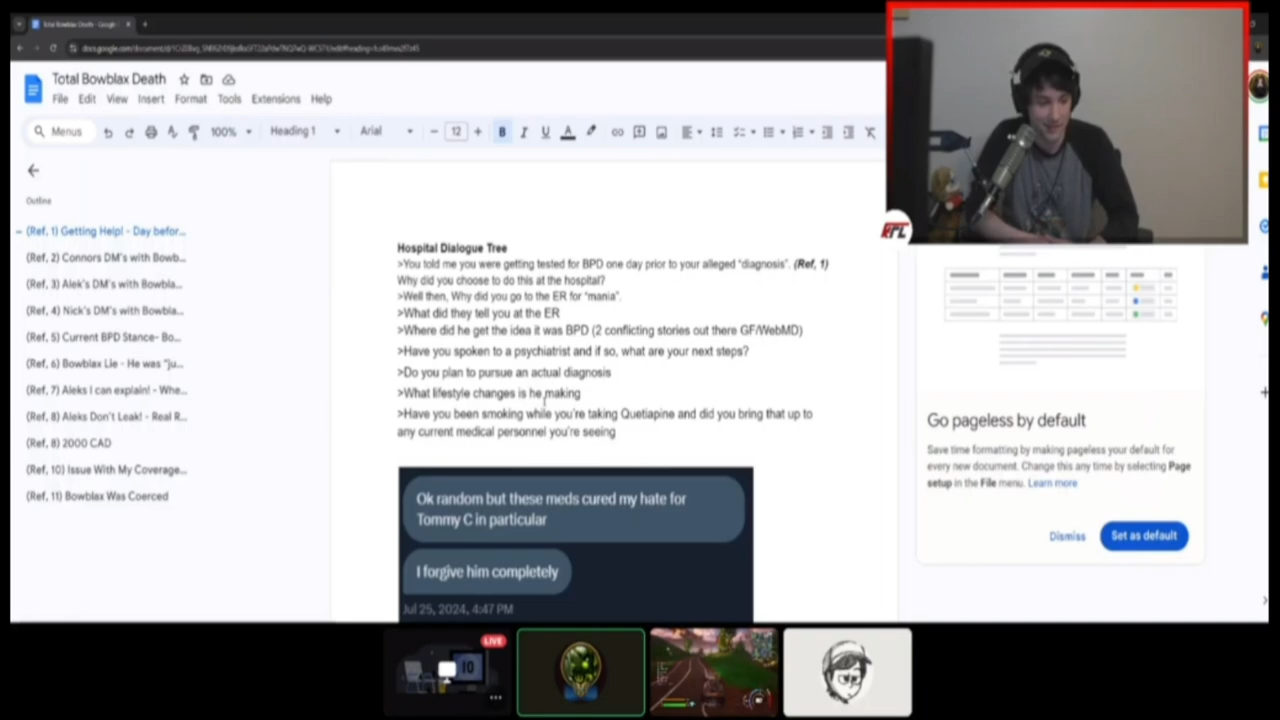 Total Bowblax Death - Google
Total Bowblax Death
File Edit View Insert Format Tools Extensions Help
Menus 100% Heading 1 Arial 12 B I U A
Outline
(Ref, 1) Getting Help! - Day befor...
(Ref, 2) Connors DM's with Bowb...
(Ref, 3) Alek's DM's with Bowbla...
(Ref, 4) Nick's DM's with Bowbla...
(Ref, 5) Current BPD Stance- Bo...
(Ref, 6) Bowblax Lie - He was "ju...
(Ref, 7) Aleks I can explain! - Whe...
(Ref, 8) Aleks Don't Leak! - Real R...
(Ref, 8) 2000 CAD
(Ref, 10) Issue With My Coverage...
(Ref, 11) Bowblax Was Coerced
Hospital Dialogue Tree
>You told me you were getting tested for BPD one day prior to your alleged "diagnosis". (Ref, 1)
Why did you choose to do this at the hospital?
>Well then, Why did you go to the ER for "mania".
>What did they tell you at the ER
>Where did he get the idea it was BPD (2 conflicting stories out there GF/WebMD)
>Have you spoken to a psychiatrist and if so, what are your next steps?
>Do you plan to pursue an actual diagnosis
>What lifestyle changes is he making
>Have you been smoking while you're taking Quetiapine and did you bring that up to
any current medical personnel you're seeing
Ok random but these meds cured my hate for
Tommy C in particular
I forgive him completely
Jul 25, 2024, 4:47 PM
Go pageless by default
Save time formatting by making pageless your default for
every new document. Change this any time by selecting Page
setup in the File menu. Learn more
Dismiss Set as default
LIVE
10